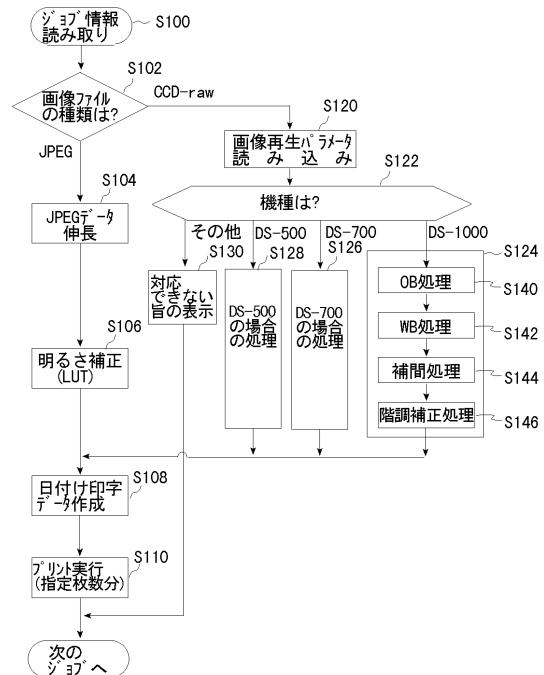 ジョブ情報
読み取り
S100
S102
画像ファイル
の種類は?
CCD-raw
JPEG
S120
画像再生パラメータ
読み込み
S122
機種は?
S104
JPEGデータ
伸長
その他
DS-500
DS-700
DS-1000
S130
S128
S126
S124
対応
できない
旨の表示
DS-500
の場合
の処理
DS-700
の場合
の処理
OB処理
S140
WB処理
S142
補間処理
S144
階調補正処理
S146
S106
明るさ補正
(LUT)
S108
日付け印字
データ作成
S110
プリント実行
(指定枚数分)
次の
ジョブへ